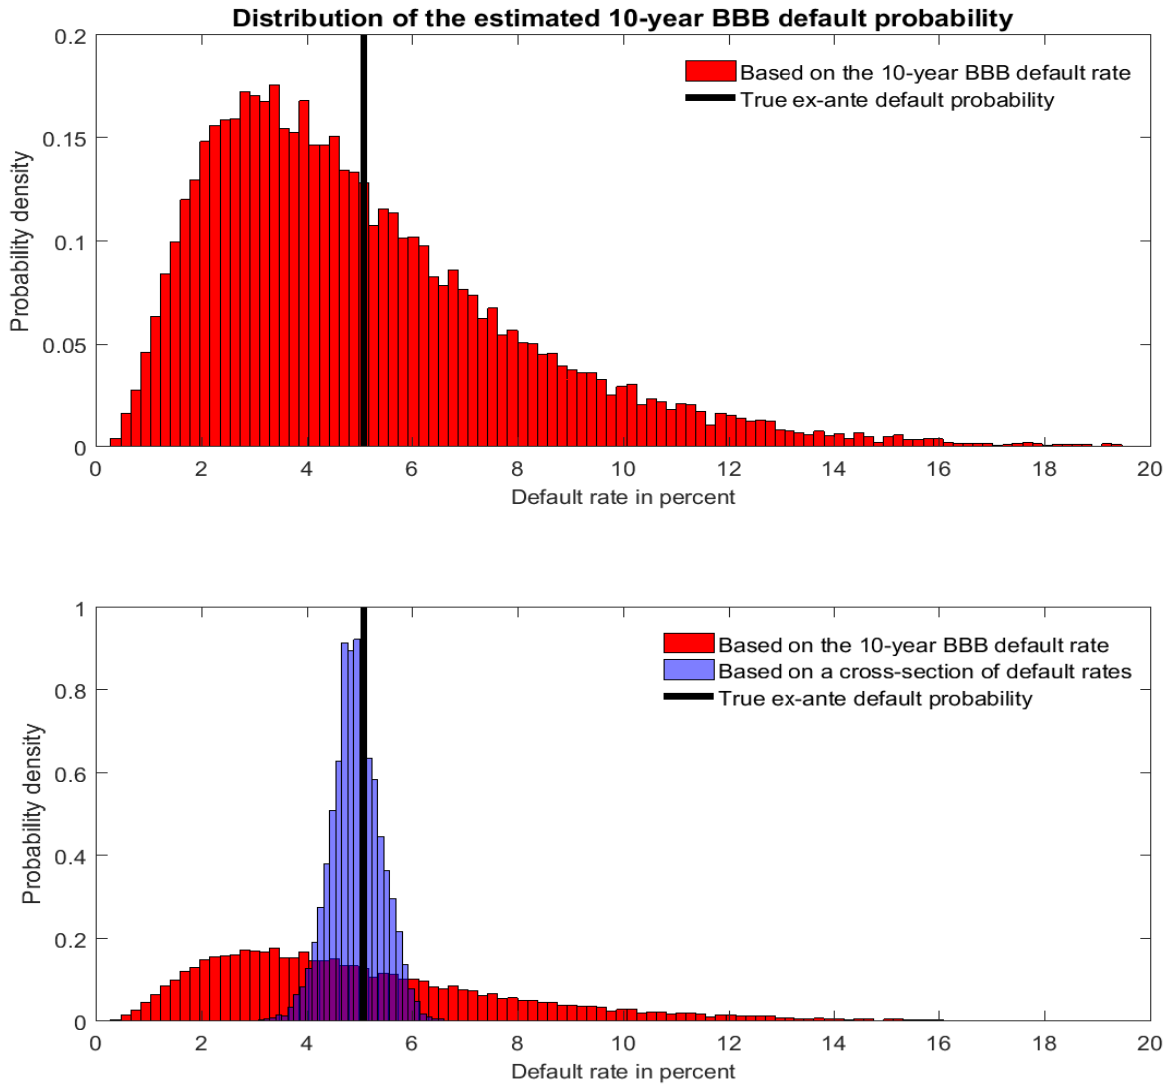 Distribution of the estimated 10-year BBB default probability
0.2
0.15
0.1
0.05
0
Probability density
Based on the 10-year BBB default rate
True ex-ante default probability
0 2 4 6 8 10 12 14 16 18 20
Default rate in percent
1
0.8
0.6
0.4
0.2
0
Probability density
Based on the 10-year BBB default rate
Based on a cross-section of default rates
True ex-ante default probability
0 2 4 6 8 10 12 14 16 18 20
Default rate in percent